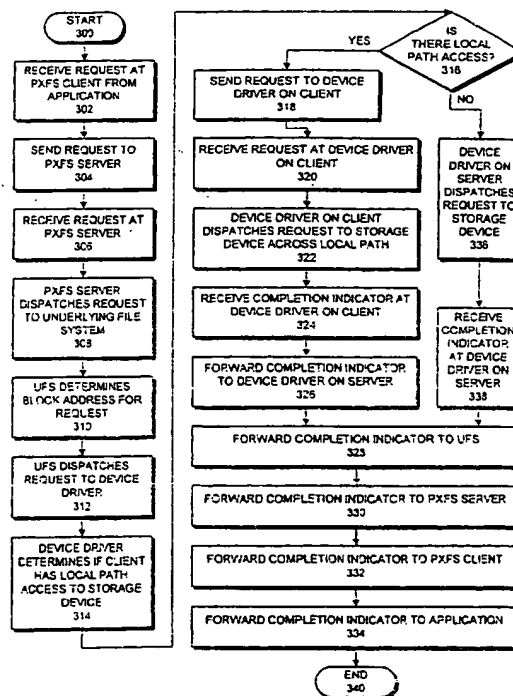 START
300
RECEIVE REQUEST AT
PXFS CLIENT FROM
APPLICATION
302
SEND REQUEST TO
PXFS SERVER
304
RECEIVE REQUEST AT
PXFS SERVER
306
PXFS SERVER
DISPATCHES REQUEST
TO UNDERLYING FILE
SYSTEM
308
UFS DETERMINES
BLOCK ADDRESS FOR
REQUEST
310
UFS DISPATCHES
REQUEST TO DEVICE
DRIVER
312
DEVICE DRIVER
DETERMINES IF CLIENT
HAS LOCAL PATH
ACCESS TO STORAGE
DEVICE
314
IS
THERE LOCAL
PATH ACCESS?
316
YES
NO
SEND REQUEST TO DEVICE
DRIVER ON CLIENT
318
RECEIVE REQUEST AT DEVICE DRIVER
ON CLIENT
320
DEVICE DRIVER ON CLIENT
DISPATCHES REQUEST TO STORAGE
DEVICE ACROSS LOCAL PATH
322
RECEIVE COMPLETION INDICATOR AT
DEVICE DRIVER ON CLIENT
324
FORWARD COMPLETION INDICATOR
TO DEVICE DRIVER ON SERVER
326
DEVICE
DRIVER ON
SERVER
DISPATCHES
REQUEST TO
STORAGE
DEVICE
336
RECEIVE
COMPLETION
INDICATOR
AT DEVICE
DRIVER ON
SERVER
338
FORWARD COMPLETION INDICATOR TO UFS
328
FORWARD COMPLETION INDICATOR TO PXFS SERVER
330
FORWARD COMPLETION INDICATOR TO PXFS CLIENT
332
FORWARD COMPLETION INDICATOR TO APPLICATION
334
END
340